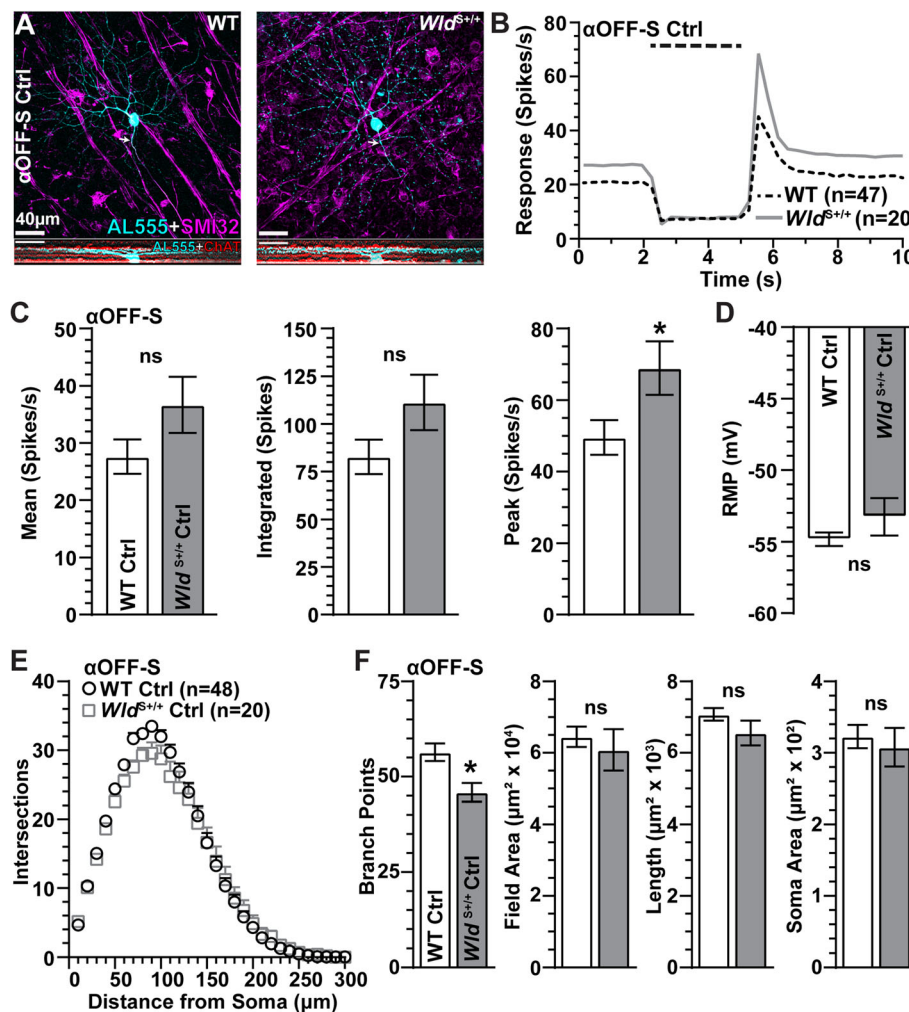 A
WT
Wld S+/+
αOFF-S Ctrl
40μm
AL555+SMI32
AL555+ChAT
B
αOFF-S Ctrl
Response (Spikes/s)
80
60
40
20
0
WT (n=47)
Wld S+/+ (n=20
0 2 4 6 8 10
Time (s)
C
αOFF-S
Mean (Spikes/s)
50
40
30
20
10
0
ns
WT Ctrl
Wld S+/+ Ctrl
Integrated (Spikes)
150
125
100
75
50
25
0
ns
Peak (Spikes/s)
80
60
40
20
0
*
D
RMP (mV)
-40
-45
-50
-55
-60
WT Ctrl
Wld S+/+ Ctrl
ns
E
αOFF-S
WT Ctrl (n=48)
Wld S+/+ Ctrl (n=20)
Intersections
40
30
20
10
0
0 50 100 150 200 250 300
Distance from Soma (μm)
F
αOFF-S
Branch Points
75
50
25
0
*
WT Ctrl
Wld S+/+ Ctrl
Field Area (μm² x 10⁴)
8
6
4
2
0
ns
Length (μm² x 10³)
8
6
4
2
0
ns
Soma Area (μm² x 10²)
4
3
2
1
0
ns